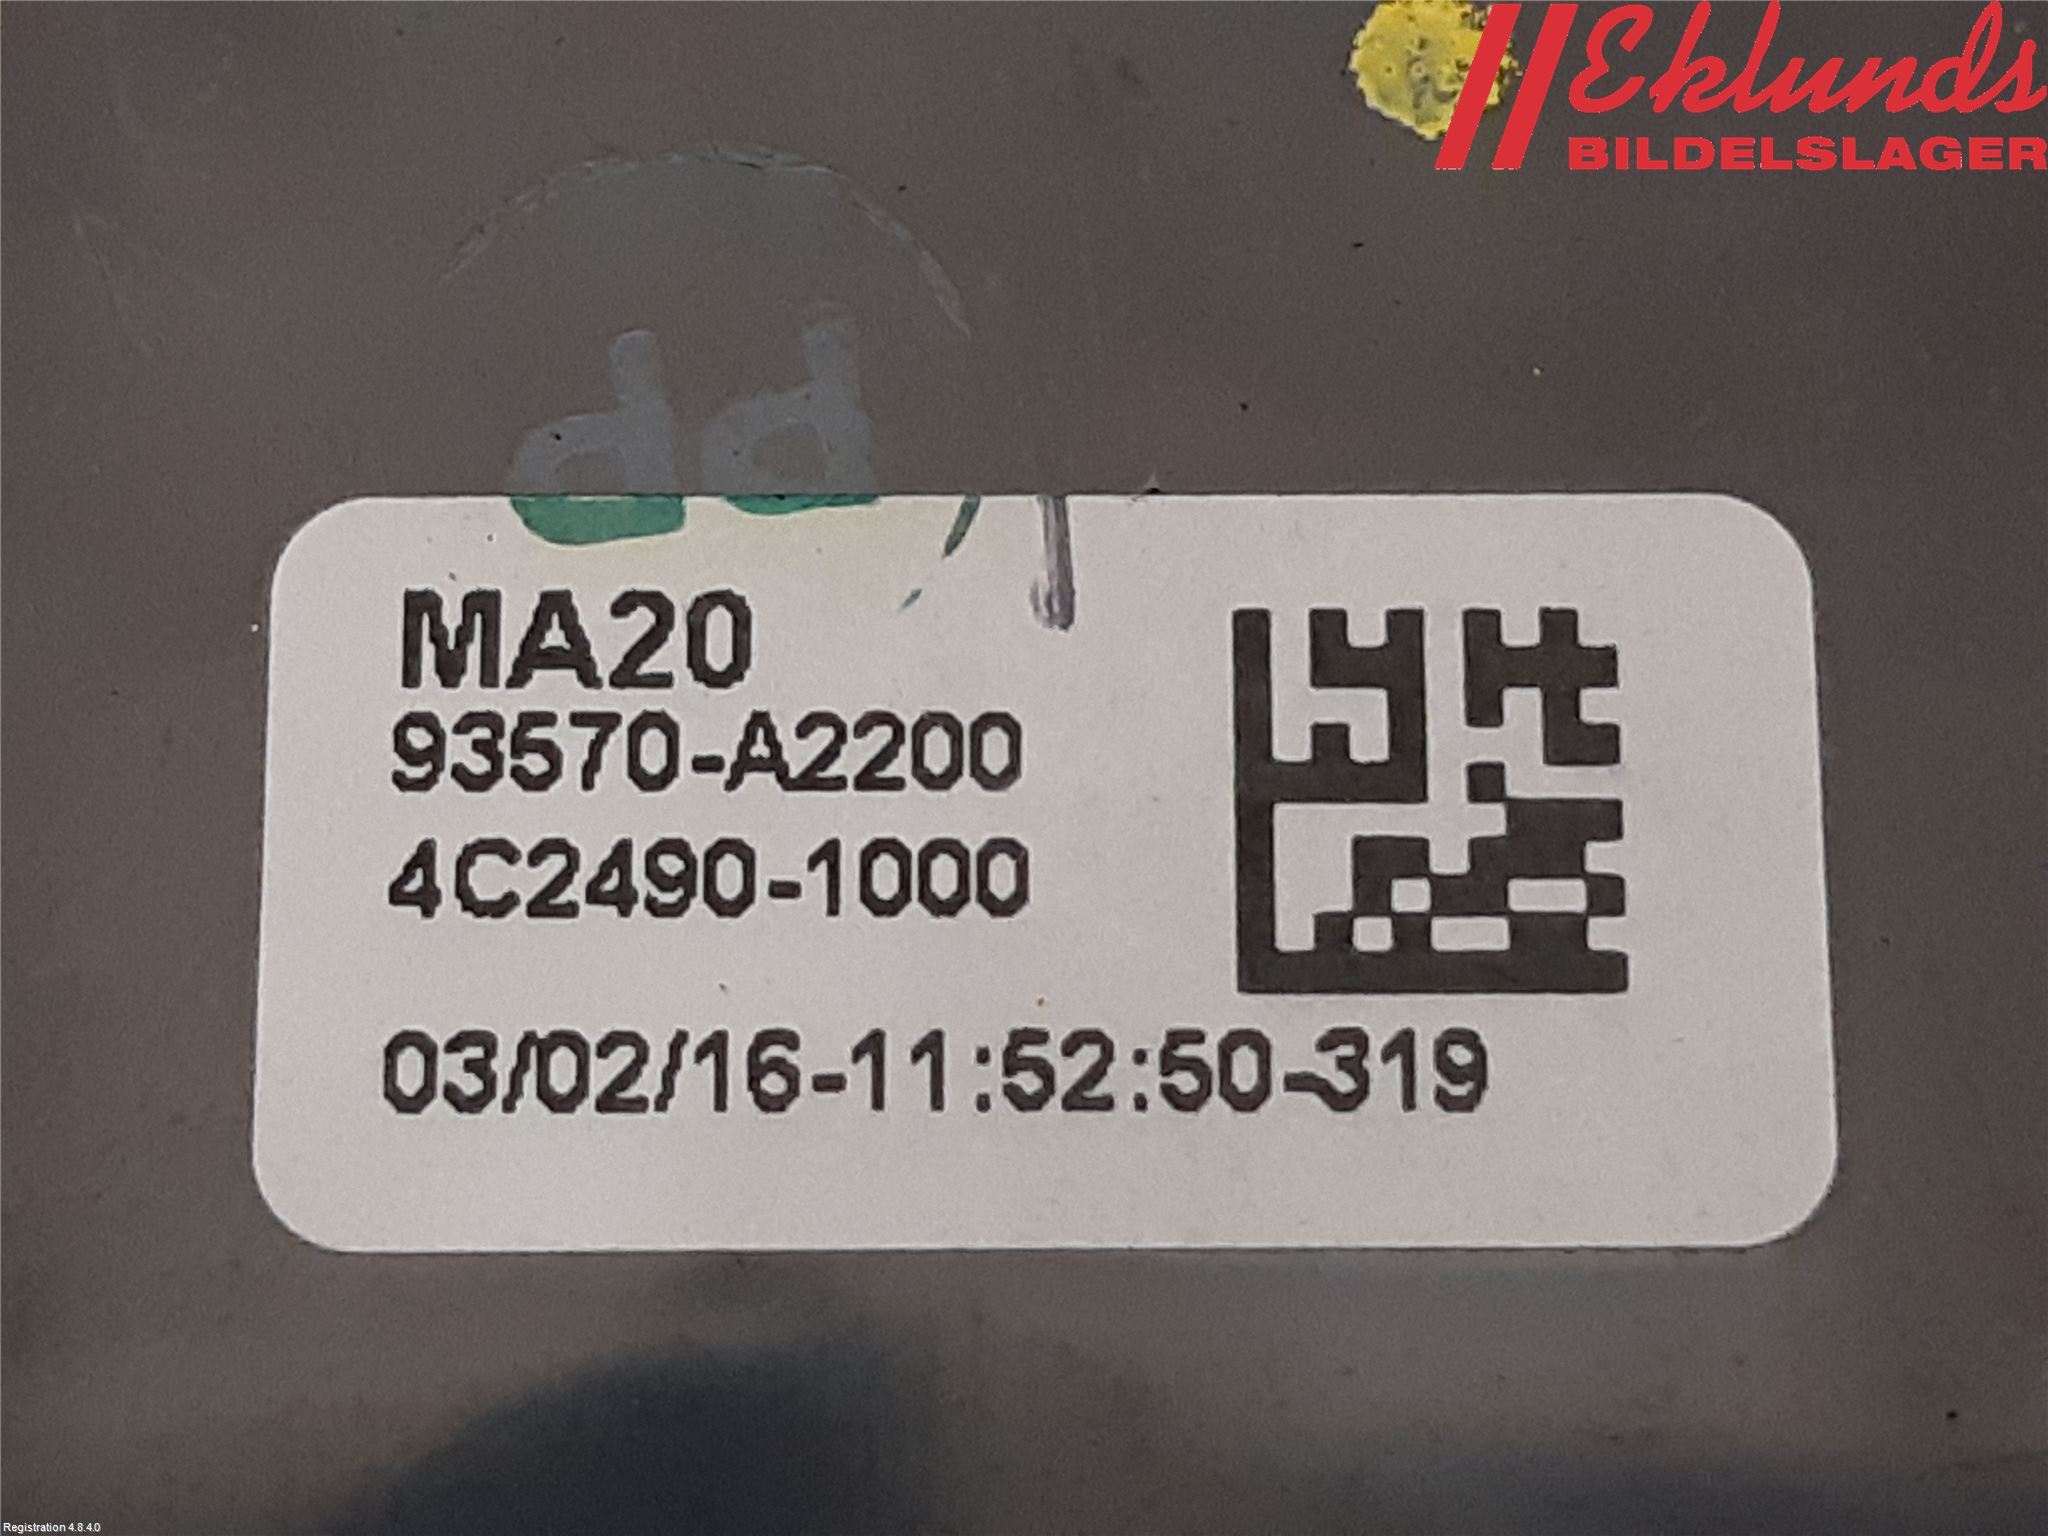 Eklunds
BILDELSLAGER
dd
MA20
93570-A2200
4C2490-1000
03/02/16-11:52:50-319
Registration 4.8.4.0